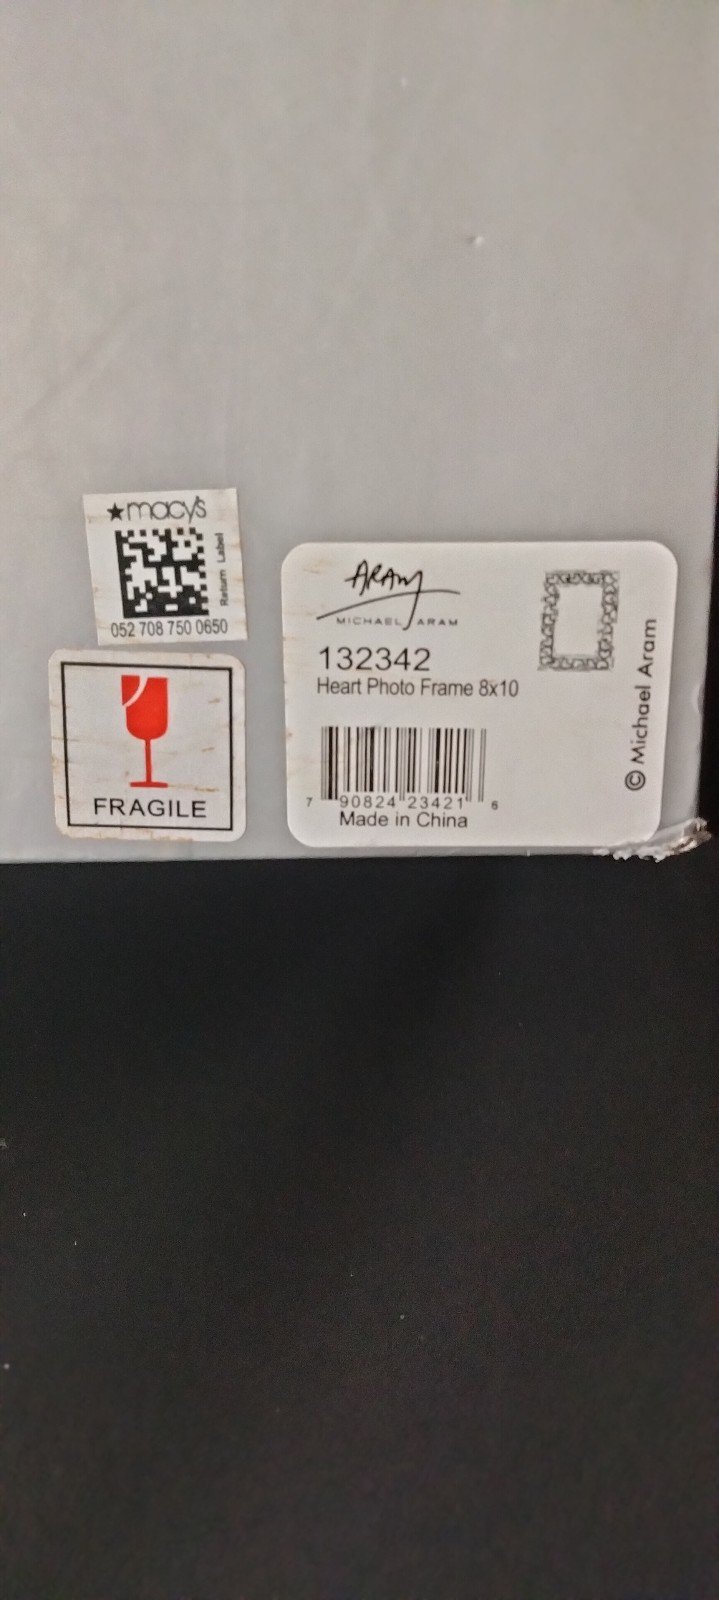 ★macy's
Return Label
052 708 750 0650
FRAGILE
ARAM
MICHAEL ARAM
132342
Heart Photo Frame 8x10
7 90824 23421 6
Made in China
© Michael Aram